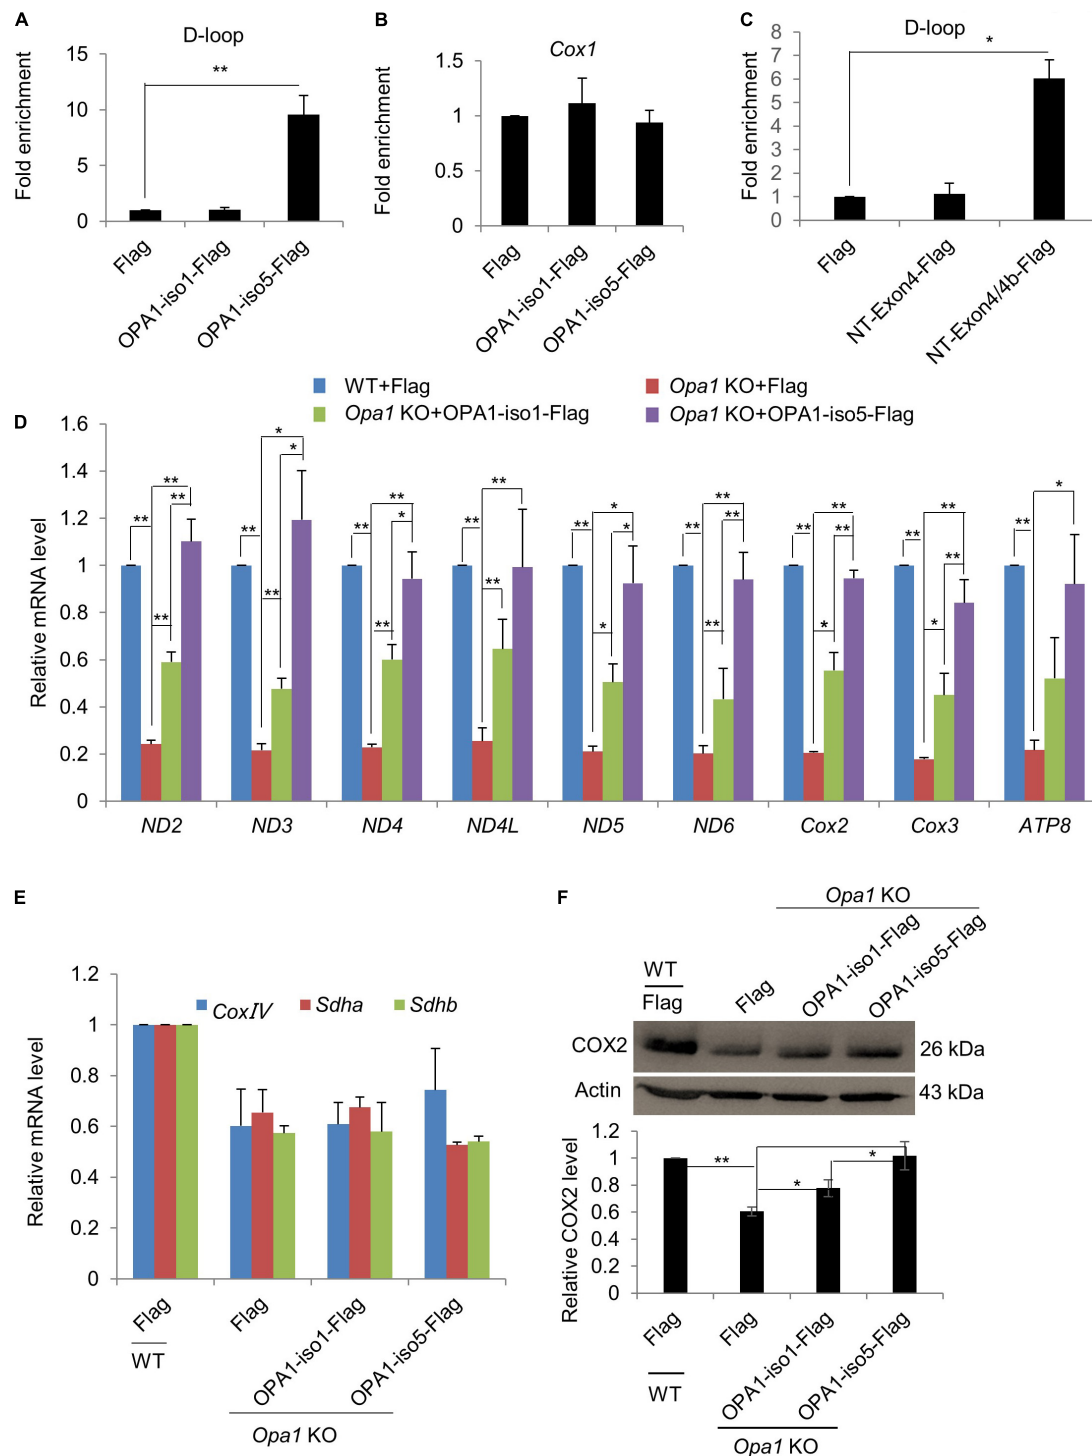 A
D-loop
Fold enrichment
15
10
5
0
**
Flag
OPA1-iso1-Flag
OPA1-iso5-Flag
B
Cox1
Fold enrichment
1.5
1
0.5
0
Flag
OPA1-iso1-Flag
OPA1-iso5-Flag
C
D-loop
Fold enrichment
8
7
6
5
4
3
2
1
0
*
Flag
NT-Exon4-Flag
NT-Exon4/4b-Flag
WT+Flag
Opa1 KO+Flag
Opa1 KO+OPA1-iso1-Flag
Opa1 KO+OPA1-iso5-Flag
D
Relative mRNA level
1.6
1.4
1.2
1
0.8
0.6
0.4
0.2
0
** ** ** **
** ** * *
** ** * **
** ** **
** * * *
** ** ** **
** ** ** *
** ** ** *
** *
ND2 ND3 ND4 ND4L ND5 ND6 Cox2 Cox3 ATP8
E
Relative mRNA level
1.2
1
0.8
0.6
0.4
0.2
0
CoxIV Sdha Sdhb
Flag
WT
Flag
OPA1-iso1-Flag
OPA1-iso5-Flag
Opa1 KO
F
Opa1 KO
WT
Flag
Flag
OPA1-iso1-Flag
OPA1-iso5-Flag
COX2 26 kDa
Actin 43 kDa
Relative COX2 level
1.2
1
0.8
0.6
0.4
0.2
0
** * *
Flag
WT
Flag
OPA1-iso1-Flag
OPA1-iso5-Flag
Opa1 KO